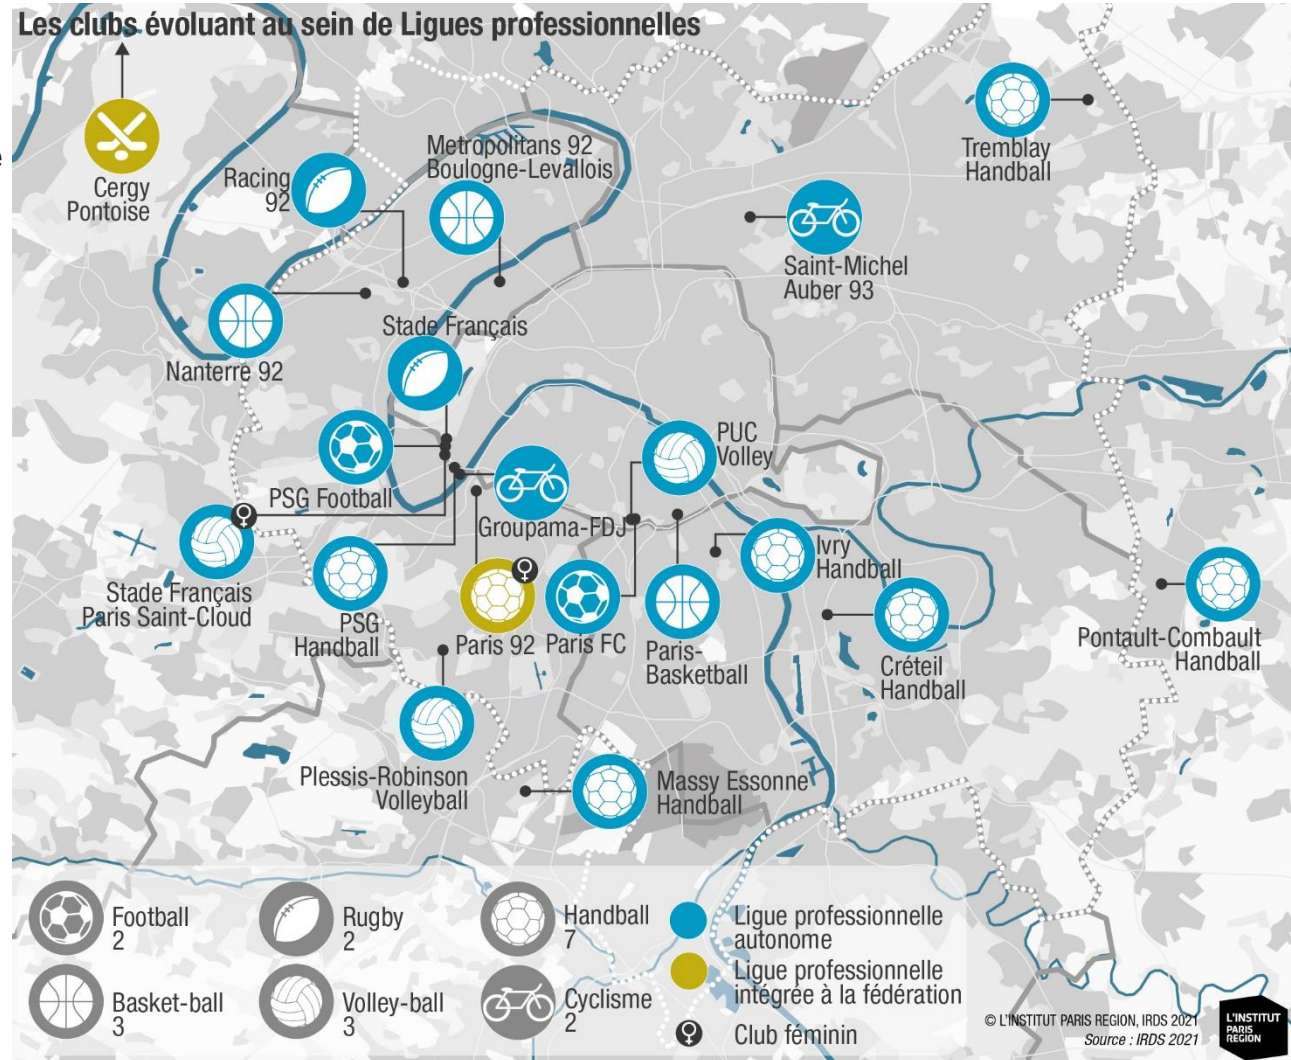 Les clubs évoluant au sein de Ligues professionnelles
e
Cergy
Pontoise
Racing
92
Metropolitans 92
Boulogne-Levallois
Tremblay
Handball
Saint-Michel
Auber 93
Nanterre 92
Stade Français
PSG Football
PUC
Volley
Groupama-FDJ
Stade Français
Paris Saint-Cloud
PSG
Handball
Paris 92
Paris FC
Paris-
Basketball
Ivry
Handball
Créteil
Handball
Pontault-Combault
Handball
Plessis-Robinson
Volleyball
Massy Essonne
Handball
Football
2
Rugby
2
Handball
7
Basket-ball
3
Volley-ball
3
Cyclisme
2
Ligue professionnelle
autonome
Ligue professionnelle
intégrée à la fédération
Club féminin
© L'INSTITUT PARIS REGION, IRDS 2021
Source : IRDS 2021
L'INSTITUT
PARIS
REGION